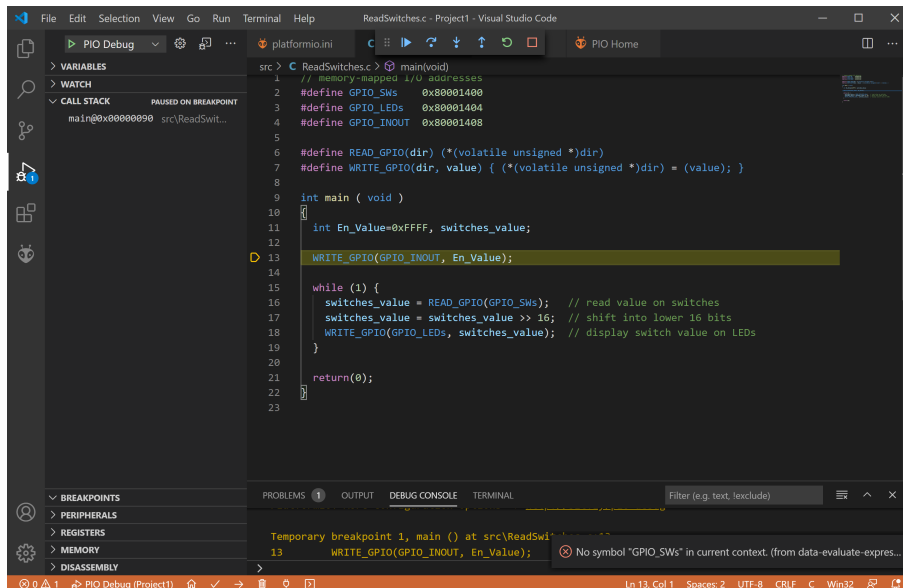 File Edit Selection View Go Run Terminal Help ReadSwitches.c - Project1 - Visual Studio Code
PIO Debug platformio.ini C PIO Home
VARIABLES
WATCH
CALL STACK PAUSED ON BREAKPOINT
main@0x00000090 src\ReadSwit...
1
src > C ReadSwitches.c > main(void)
1 // memory-mapped I/O addresses
2 #define GPIO_SWs 0x80001400
3 #define GPIO_LEDs 0x80001404
4 #define GPIO_INOUT 0x80001408
5
6 #define READ_GPIO(dir) (*(volatile unsigned *)dir)
7 #define WRITE_GPIO(dir, value) { (*(volatile unsigned *)dir) = (value); }
8
9 int main ( void )
10 {
11 int En_Value=0xFFFF, switches_value;
12
13 WRITE_GPIO(GPIO_INOUT, En_Value);
14
15 while (1) {
16 switches_value = READ_GPIO(GPIO_SWs); // read value on switches
17 switches_value = switches_value >> 16; // shift into lower 16 bits
18 WRITE_GPIO(GPIO_LEDs, switches_value); // display switch value on LEDs
19 }
20
21 return(0);
22 }
23
BREAKPOINTS
PERIPHERALS
REGISTERS
MEMORY
DISASSEMBLY
PROBLEMS 1 OUTPUT DEBUG CONSOLE TERMINAL Filter (e.g. text, !exclude)
Temporary breakpoint 1, main () at
13 WRITE_GPIO(GPIO_INOUT, En_Value);
No symbol "GPIO_SWs" in current context. (from data-evaluate-expres...
>
0 1 PIO Debug (Project1) Ln 13, Col 1 Spaces: 2 UTF-8 CRLF C Win32